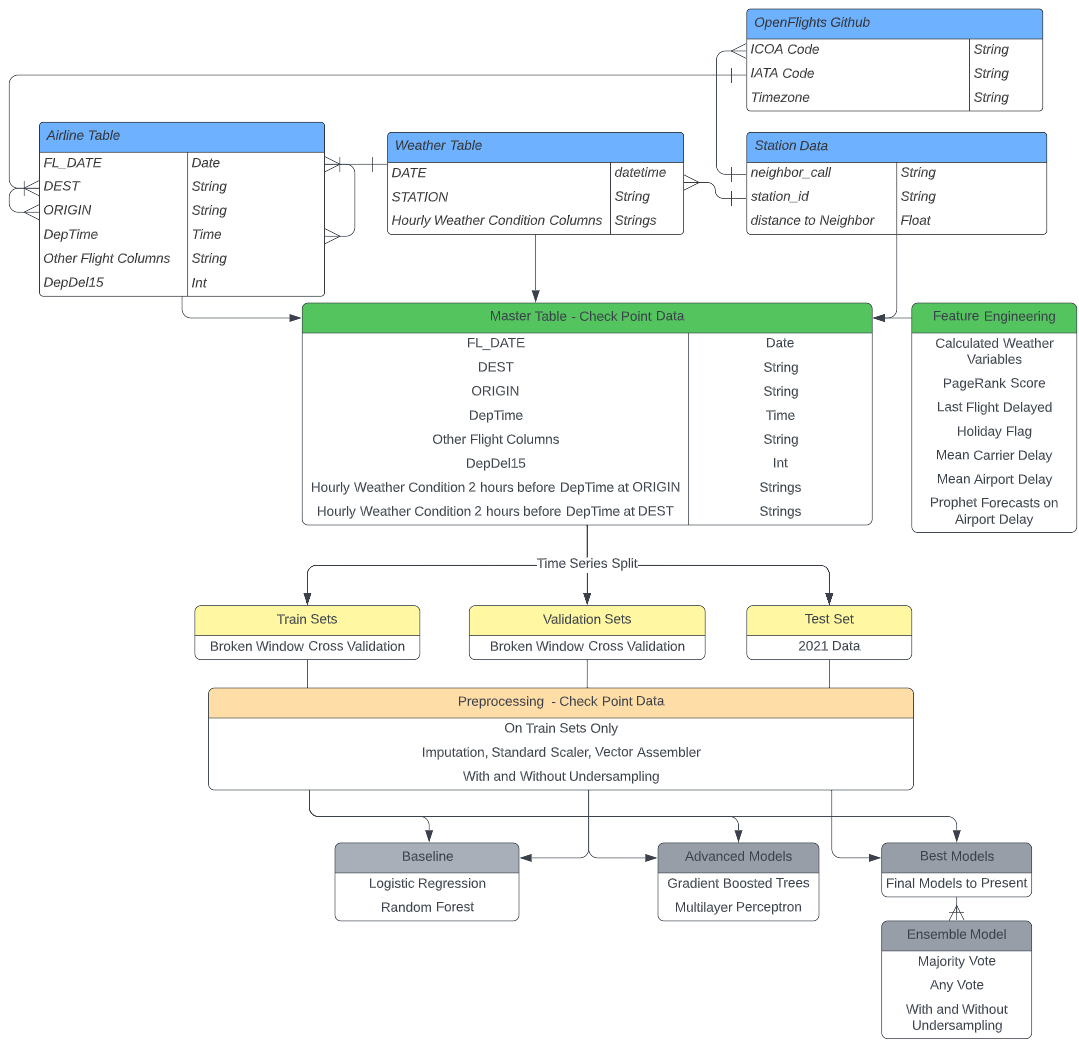 OpenFlights Github
ICOA Code String
IATA Code String
Timezone String
Airline Table
FL_DATE Date
DEST String
ORIGIN String
DepTime Time
Other Flight Columns String
DepDel15 Int
Weather Table
DATE datetime
STATION String
Hourly Weather Condition Columns Strings
Station Data
neighbor_call String
station_id String
distance to Neighbor Float
Master Table - Check Point Data
FL_DATE Date
DEST String
ORIGIN String
DepTime Time
Other Flight Columns String
DepDel15 Int
Hourly Weather Condition 2 hours before DepTime at ORIGIN Strings
Hourly Weather Condition 2 hours before DepTime at DEST Strings
Feature Engineering
Calculated Weather
Variables
PageRank Score
Last Flight Delayed
Holiday Flag
Mean Carrier Delay
Mean Airport Delay
Prophet Forecasts on
Airport Delay
Time Series Split
Train Sets
Broken Window Cross Validation
Validation Sets
Broken Window Cross Validation
Test Set
2021 Data
Preprocessing - Check Point Data
On Train Sets Only
Imputation, Standard Scaler, Vector Assembler
With and Without Undersampling
Baseline
Logistic Regression
Random Forest
Advanced Models
Gradient Boosted Trees
Multilayer Perceptron
Best Models
Final Models to Present
Ensemble Model
Majority Vote
Any Vote
With and Without
Undersampling